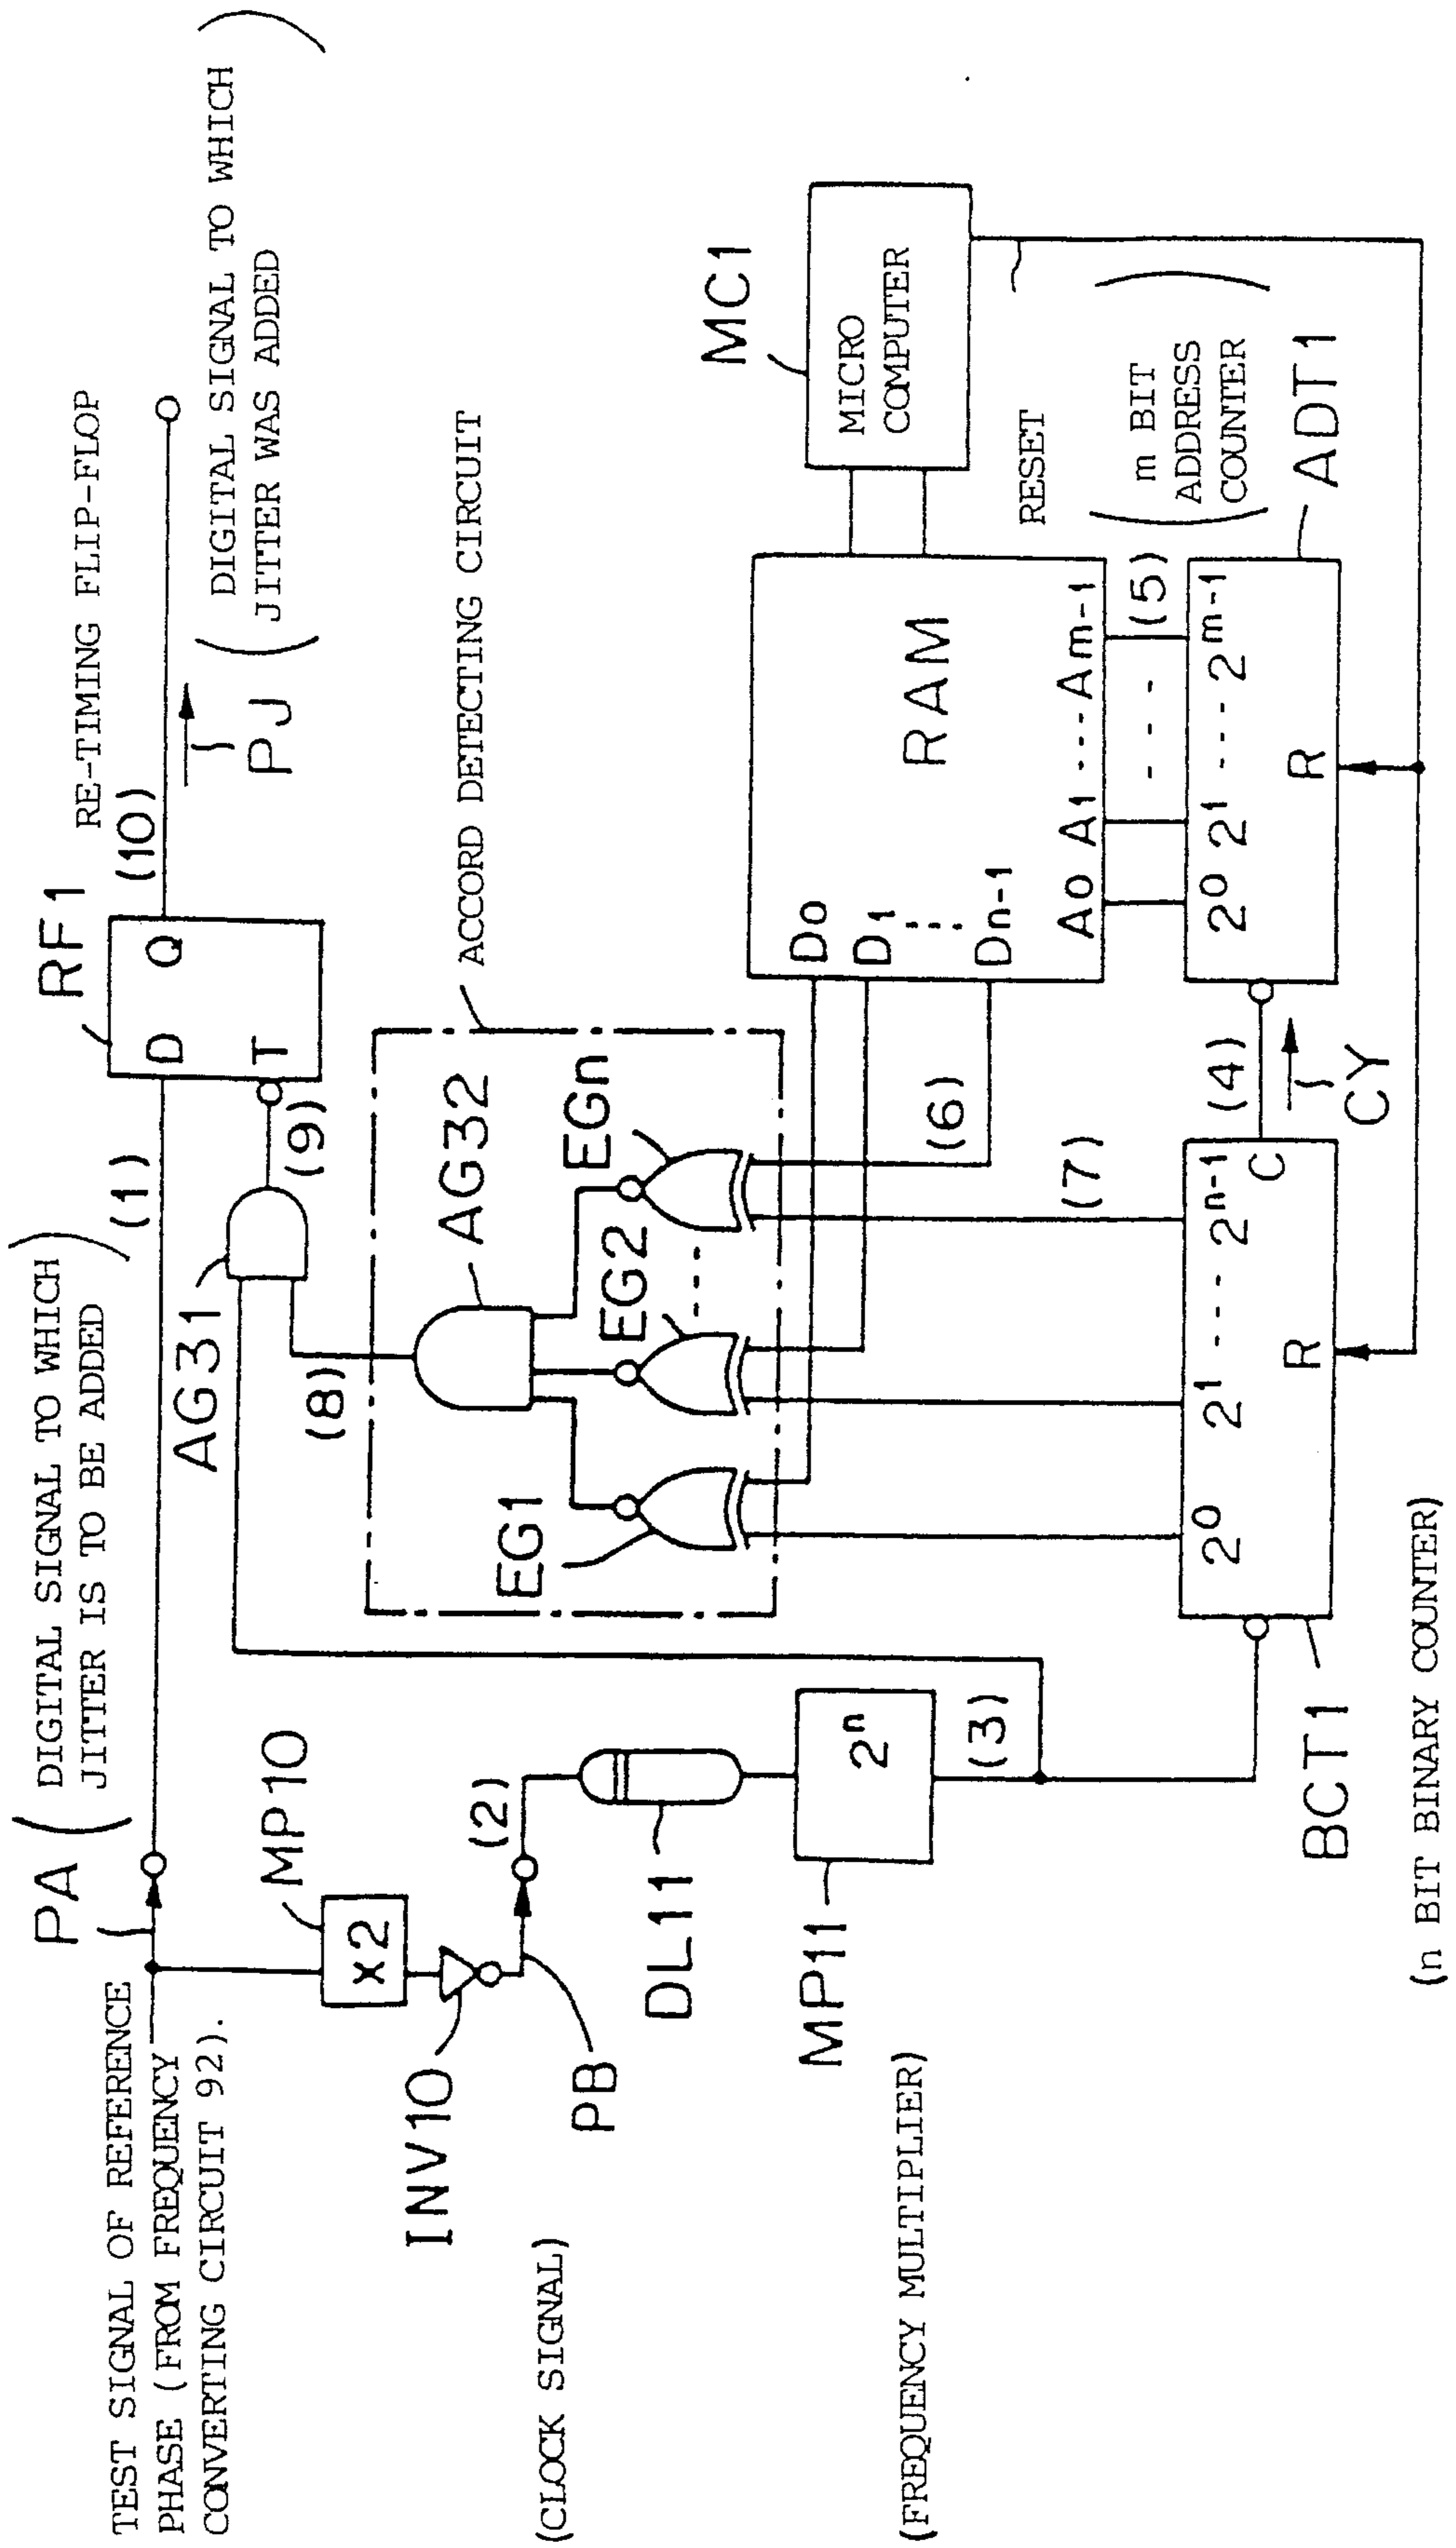 TEST SIGNAL OF REFERENCE
PHASE (FROM FREQUENCY
CONVERTING CIRCUIT 92).
PA
(DIGITAL SIGNAL TO WHICH
JITTER IS TO BE ADDED)
(1)
RF1
D
Q
T
(10)
RE-TIMING FLIP-FLOP
PJ
(DIGITAL SIGNAL TO WHICH
JITTER WAS ADDED)
MP10
X2
INV10
PB
(CLOCK SIGNAL)
(2)
DL11
MP11
2n
(FREQUENCY MULTIPLIER)
(3)
AG31
(9)
(8)
ACCORD DETECTING CIRCUIT
AG32
EG1
EG2
----
EGn
(6)
(7)
D0
D1
Dn-1
RAM
A0 A1 ---Am-1
MC1
MICRO
COMPUTER
RESET
(5)
----
(m BIT
ADDRESS
COUNTER)
ADT1
20 21 ---- 2m-1
R
(4)
CY
20 21 ---- 2n-1
C
R
BCT1
(n BIT BINARY COUNTER)